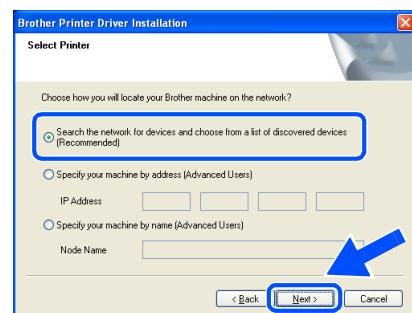 Brother Printer Driver Installation
Select Printer
Choose how you will locate your Brother machine on the network?
Search the network for devices and choose from a list of discovered devices
(Recommended)
Specify your machine by address (Advanced Users)
IP Address
Specify your machine by name (Advanced Users)
Node Name
< Back
Next >
Cancel